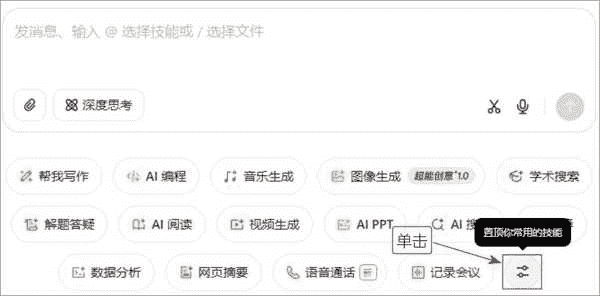 发消息、输入 @ 选择技能或 / 选择文件
深度思考
帮我写作 AI 编程 音乐生成 图像生成 超能创意*1.0 学术搜索
解题答疑 AI 阅读 视频生成 AI PPT AI 搜
置顶你常用的技能
单击
数据分析 网页摘要 语音通话 新 记录会议